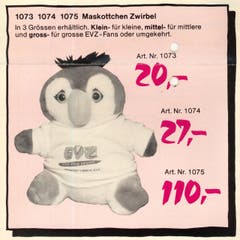 1073 1074 1075 Maskottchen Zwirbel
In 3 Grössen erhältlich. Klein- für kleine, mittel- für mittlere
und gross- für grosse EVZ-Fans oder umgekehrt.
Art. Nr. 1073
20,–
Art. Nr. 1074
27,–
Art. Nr. 1075
110,–
EVZ